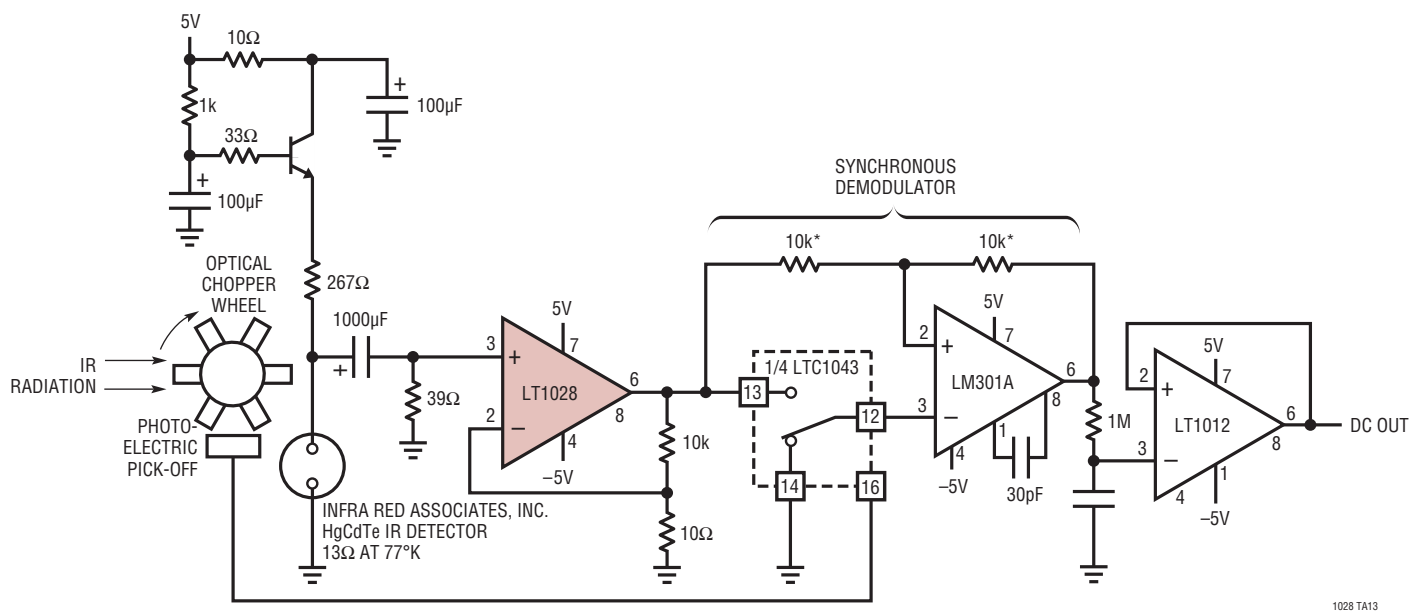 5V
10Ω
1k
+
100µF
33Ω
+
100µF
SYNCHRONOUS
DEMODULATOR
10k*
10k*
OPTICAL
CHOPPER
WHEEL
267Ω
1000µF
+
IR
RADIATION
PHOTO-
ELECTRIC
PICK-OFF
39Ω
5V
7
3
+
LT1028
6
2
–
8
4
–5V
10k
10Ω
1/4 LTC1043
13
12
14
16
5V
7
2
+
LM301A
6
3
–
8
1
4
–5V
30pF
1M
5V
7
2
+
LT1012
6
3
–
8
1
4
–5V
DC OUT
INFRA RED ASSOCIATES, INC.
HgCdTe IR DETECTOR
13Ω AT 77°K
1028 TA13